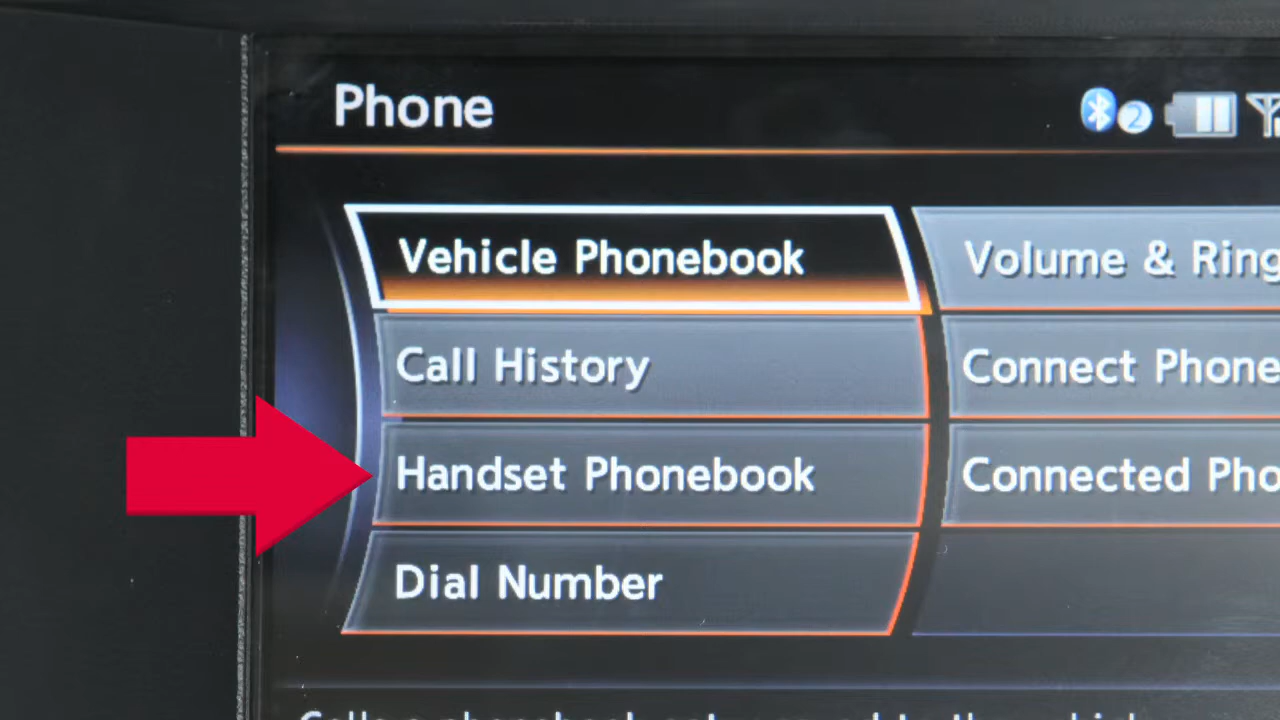 Phone
2
Vehicle Phonebook
Volume & Ring
Call History
Connect Phone
Handset Phonebook
Connected Pho
Dial Number